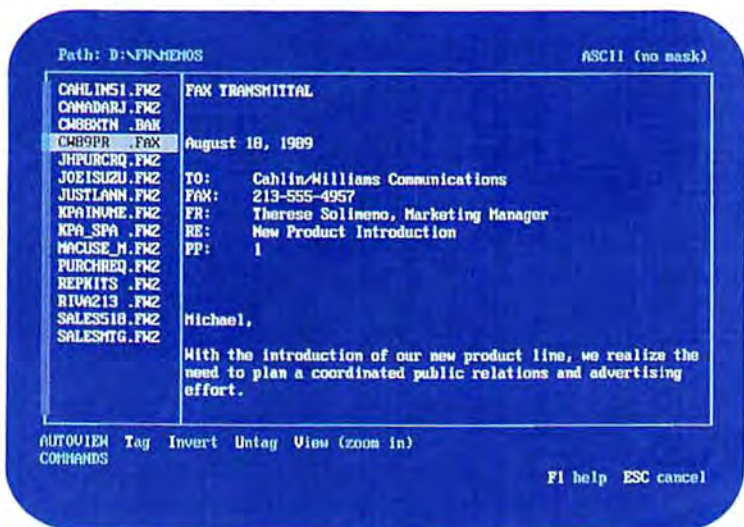 Path: D:\FW\MEMOS
ASCII (no mask)
CAHLIN51.FW2
CANADARJ.FW2
CW88XTN .BAK
CW89PR .FAX
JHPURCRQ.FW2
JOEISUZU.FW2
JUSTLANN.FW2
KPAINVME.FW2
KPA_SPA .FW2
MACUSE_M.FW2
PURCHREQ.FW2
REPKITS .FW2
RIVA213 .FW2
SALES518.FW2
SALESMTG.FW2
FAX TRANSMITTAL
August 18, 1989
TO: Cahlin/Williams Communications
FAX: 213-555-4957
FR: Therese Solimeno, Marketing Manager
RE: New Product Introduction
PP: 1
Michael,
With the introduction of our new product line, we realize the
need to plan a coordinated public relations and advertising
effort.
AUTOVIEW Tag Invert Untag View (zoom in)
COMMANDS
F1 help ESC cancel